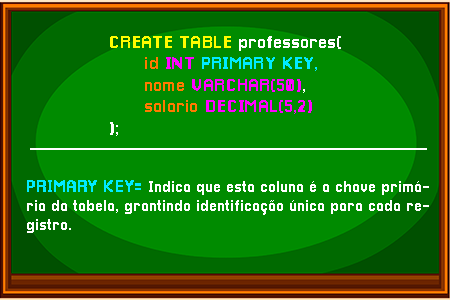 CREATE TABLE professores(
id INT PRIMARY KEY,
nome VARCHAR(50),
salario DECIMAL(5,2)
);
PRIMARY KEY= Indica que esta coluna é a chave primá-
ria da tabela, grantindo identificação única para cada re-
gistro.